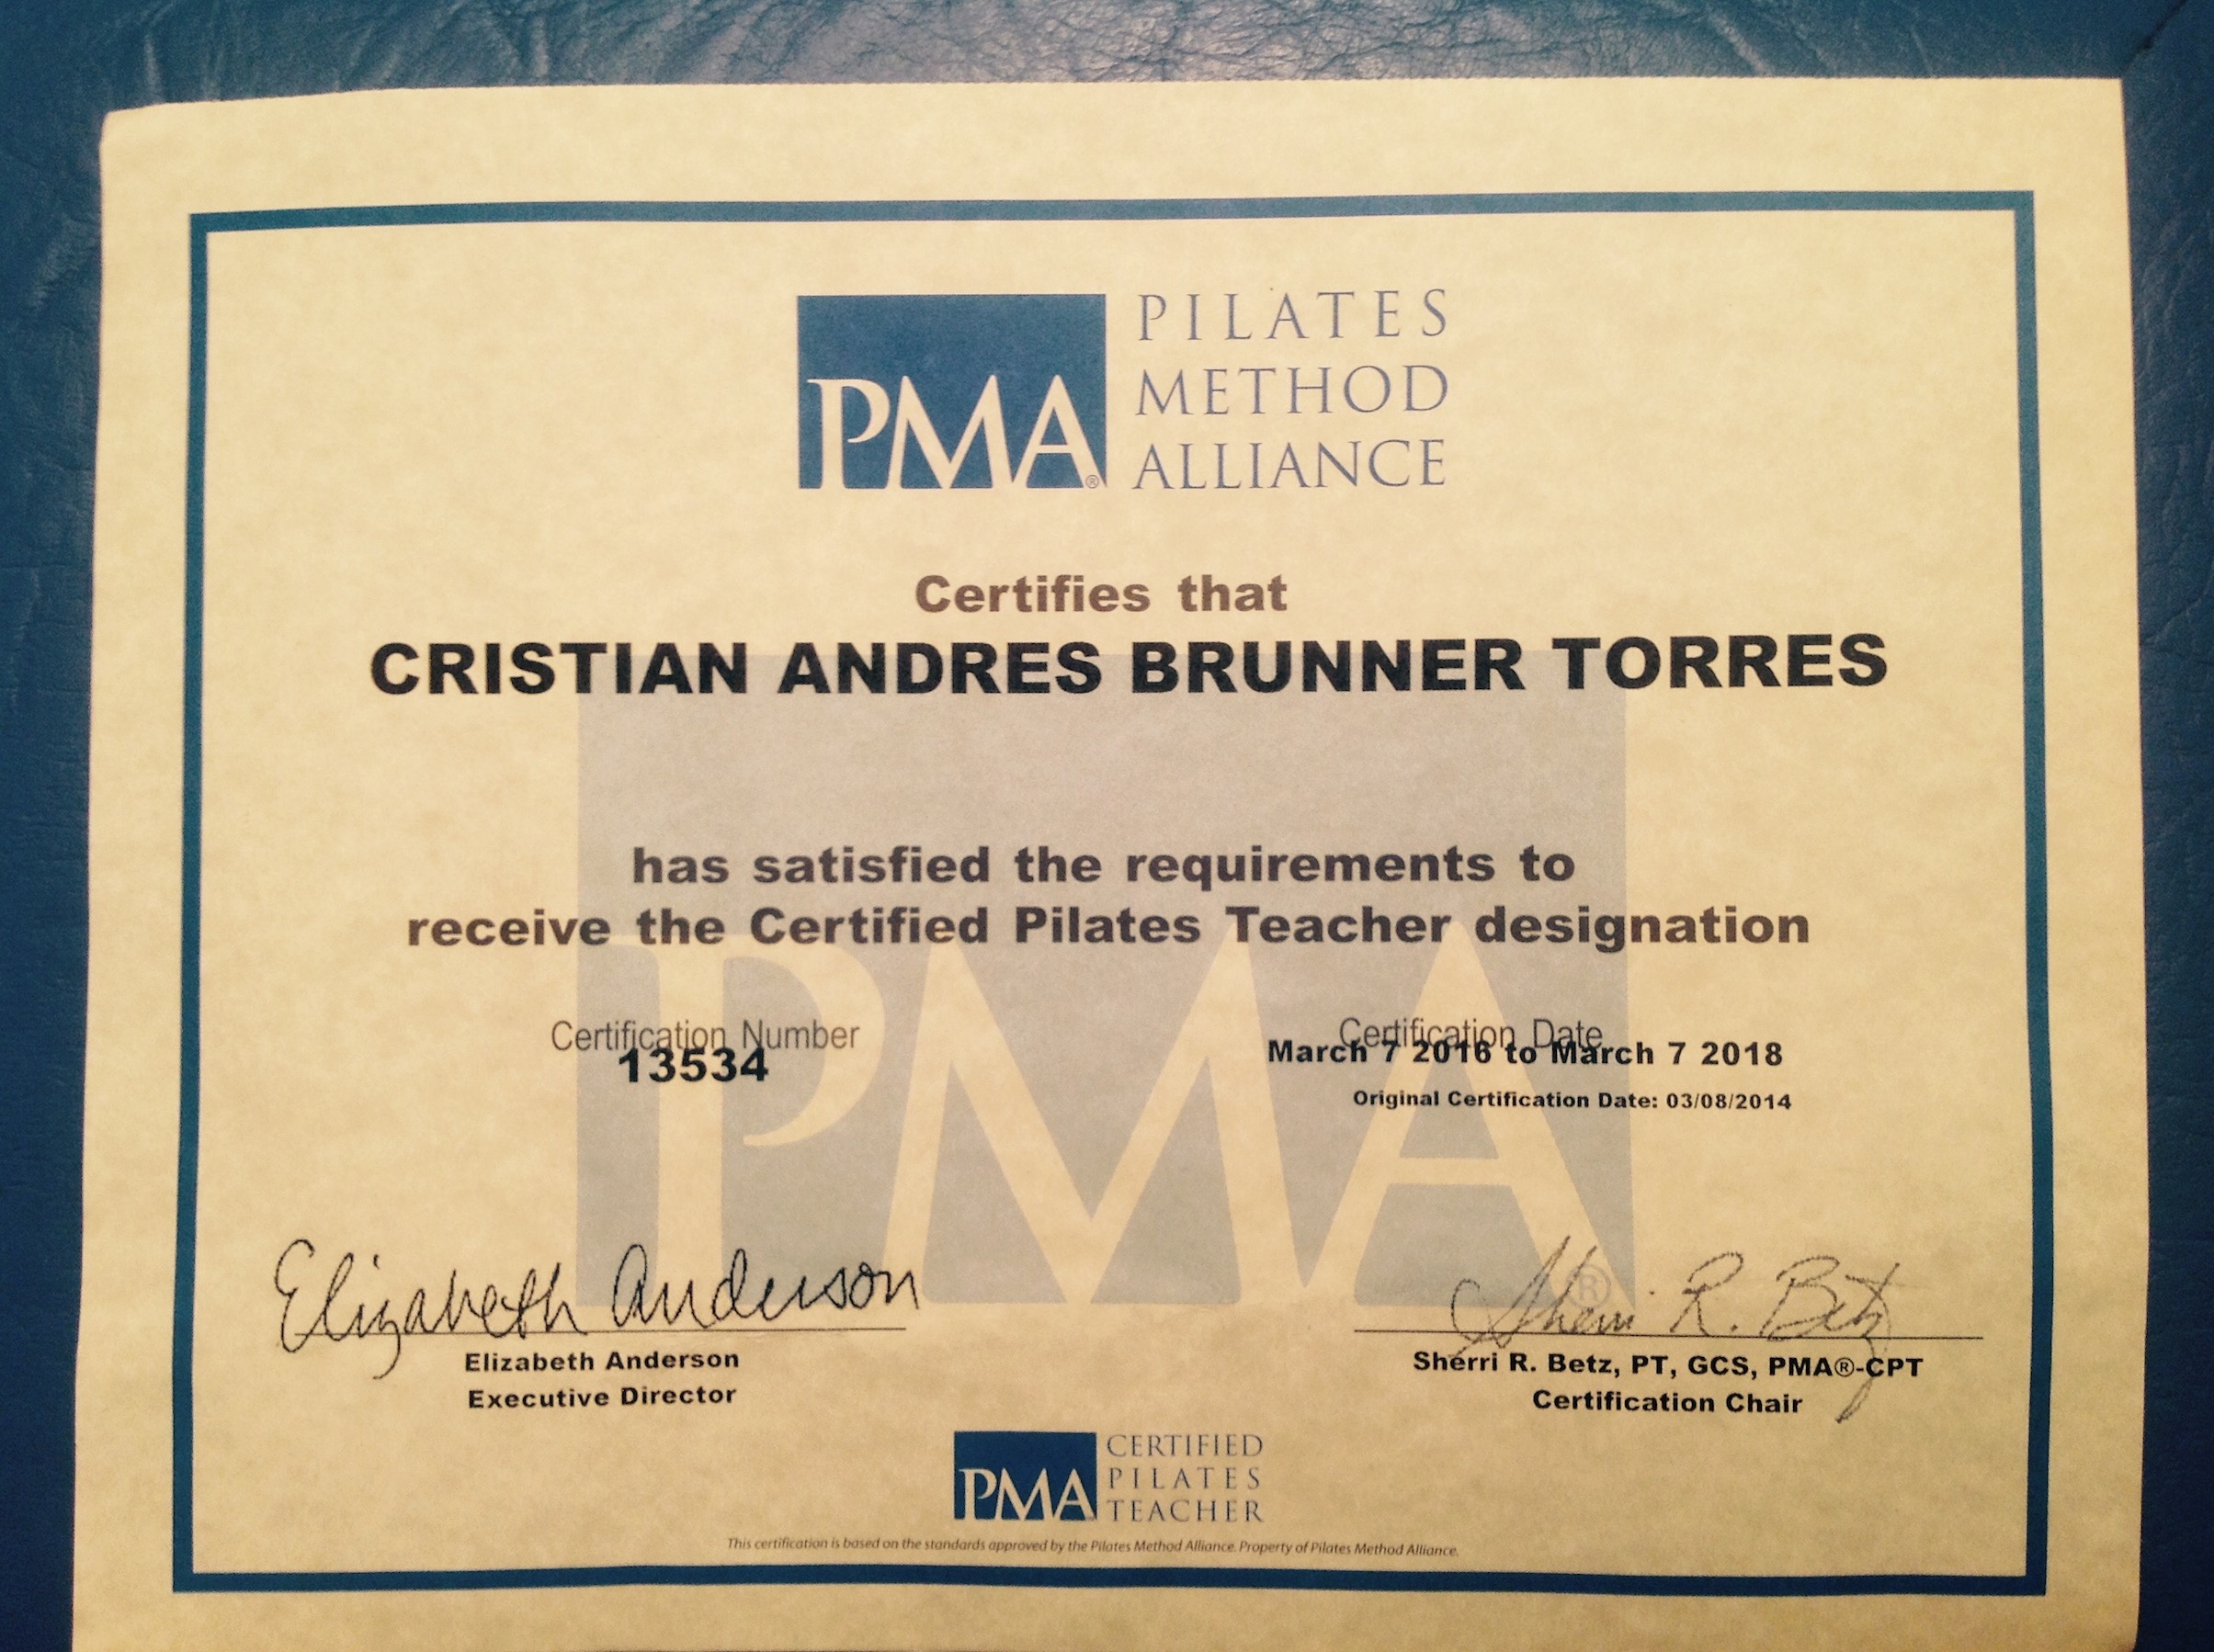 PMA® PILATES
METHOD
ALLIANCE
Certifies that
CRISTIAN ANDRES BRUNNER TORRES
has satisfied the requirements to
receive the Certified Pilates Teacher designation
Certification Number
13534
Certification Date
March 7 2016 to March 7 2018
Original Certification Date: 03/08/2014
PMA®
Elizabeth Anderson
Elizabeth Anderson
Executive Director
Sherri R. Betz
Sherri R. Betz, PT, GCS, PMA®-CPT
Certification Chair
PMA CERTIFIED
PILATES
TEACHER
This certification is based on the standards approved by the Pilates Method Alliance. Property of Pilates Method Alliance.